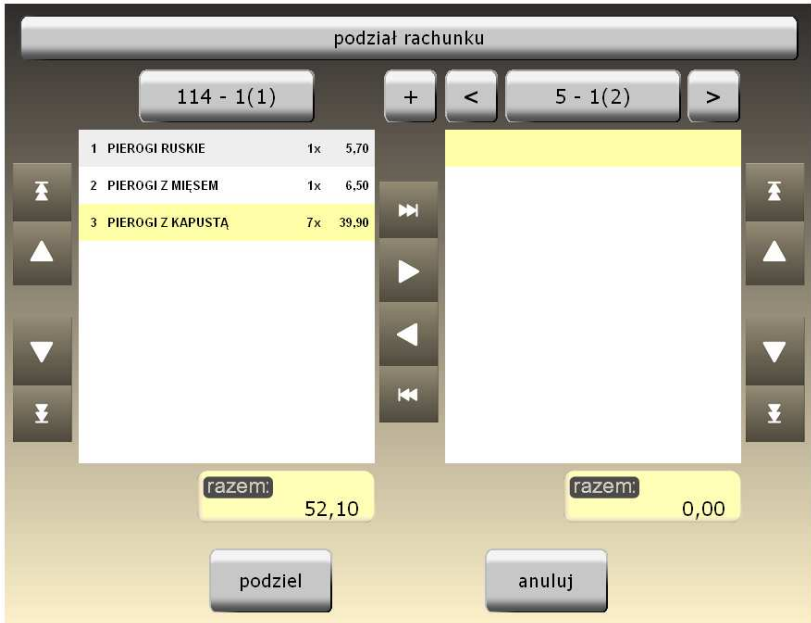 podział rachunku
114 - 1(1) + < 5 - 1(2) >
1 PIEROGI RUSKIE 1x 5,70
2 PIEROGI Z MIĘSEM 1x 6,50
3 PIEROGI Z KAPUSTĄ 7x 39,90
razem: razem:
52,10 0,00
podziel anuluj